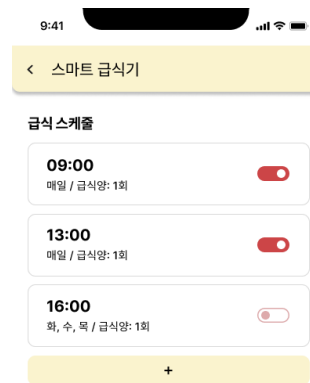 9:41
스마트 급식기
급식 스케줄
09:00
매일 / 급식양: 1회
13:00
매일 / 급식양: 1회
16:00
화, 수, 목 / 급식양: 1회
+